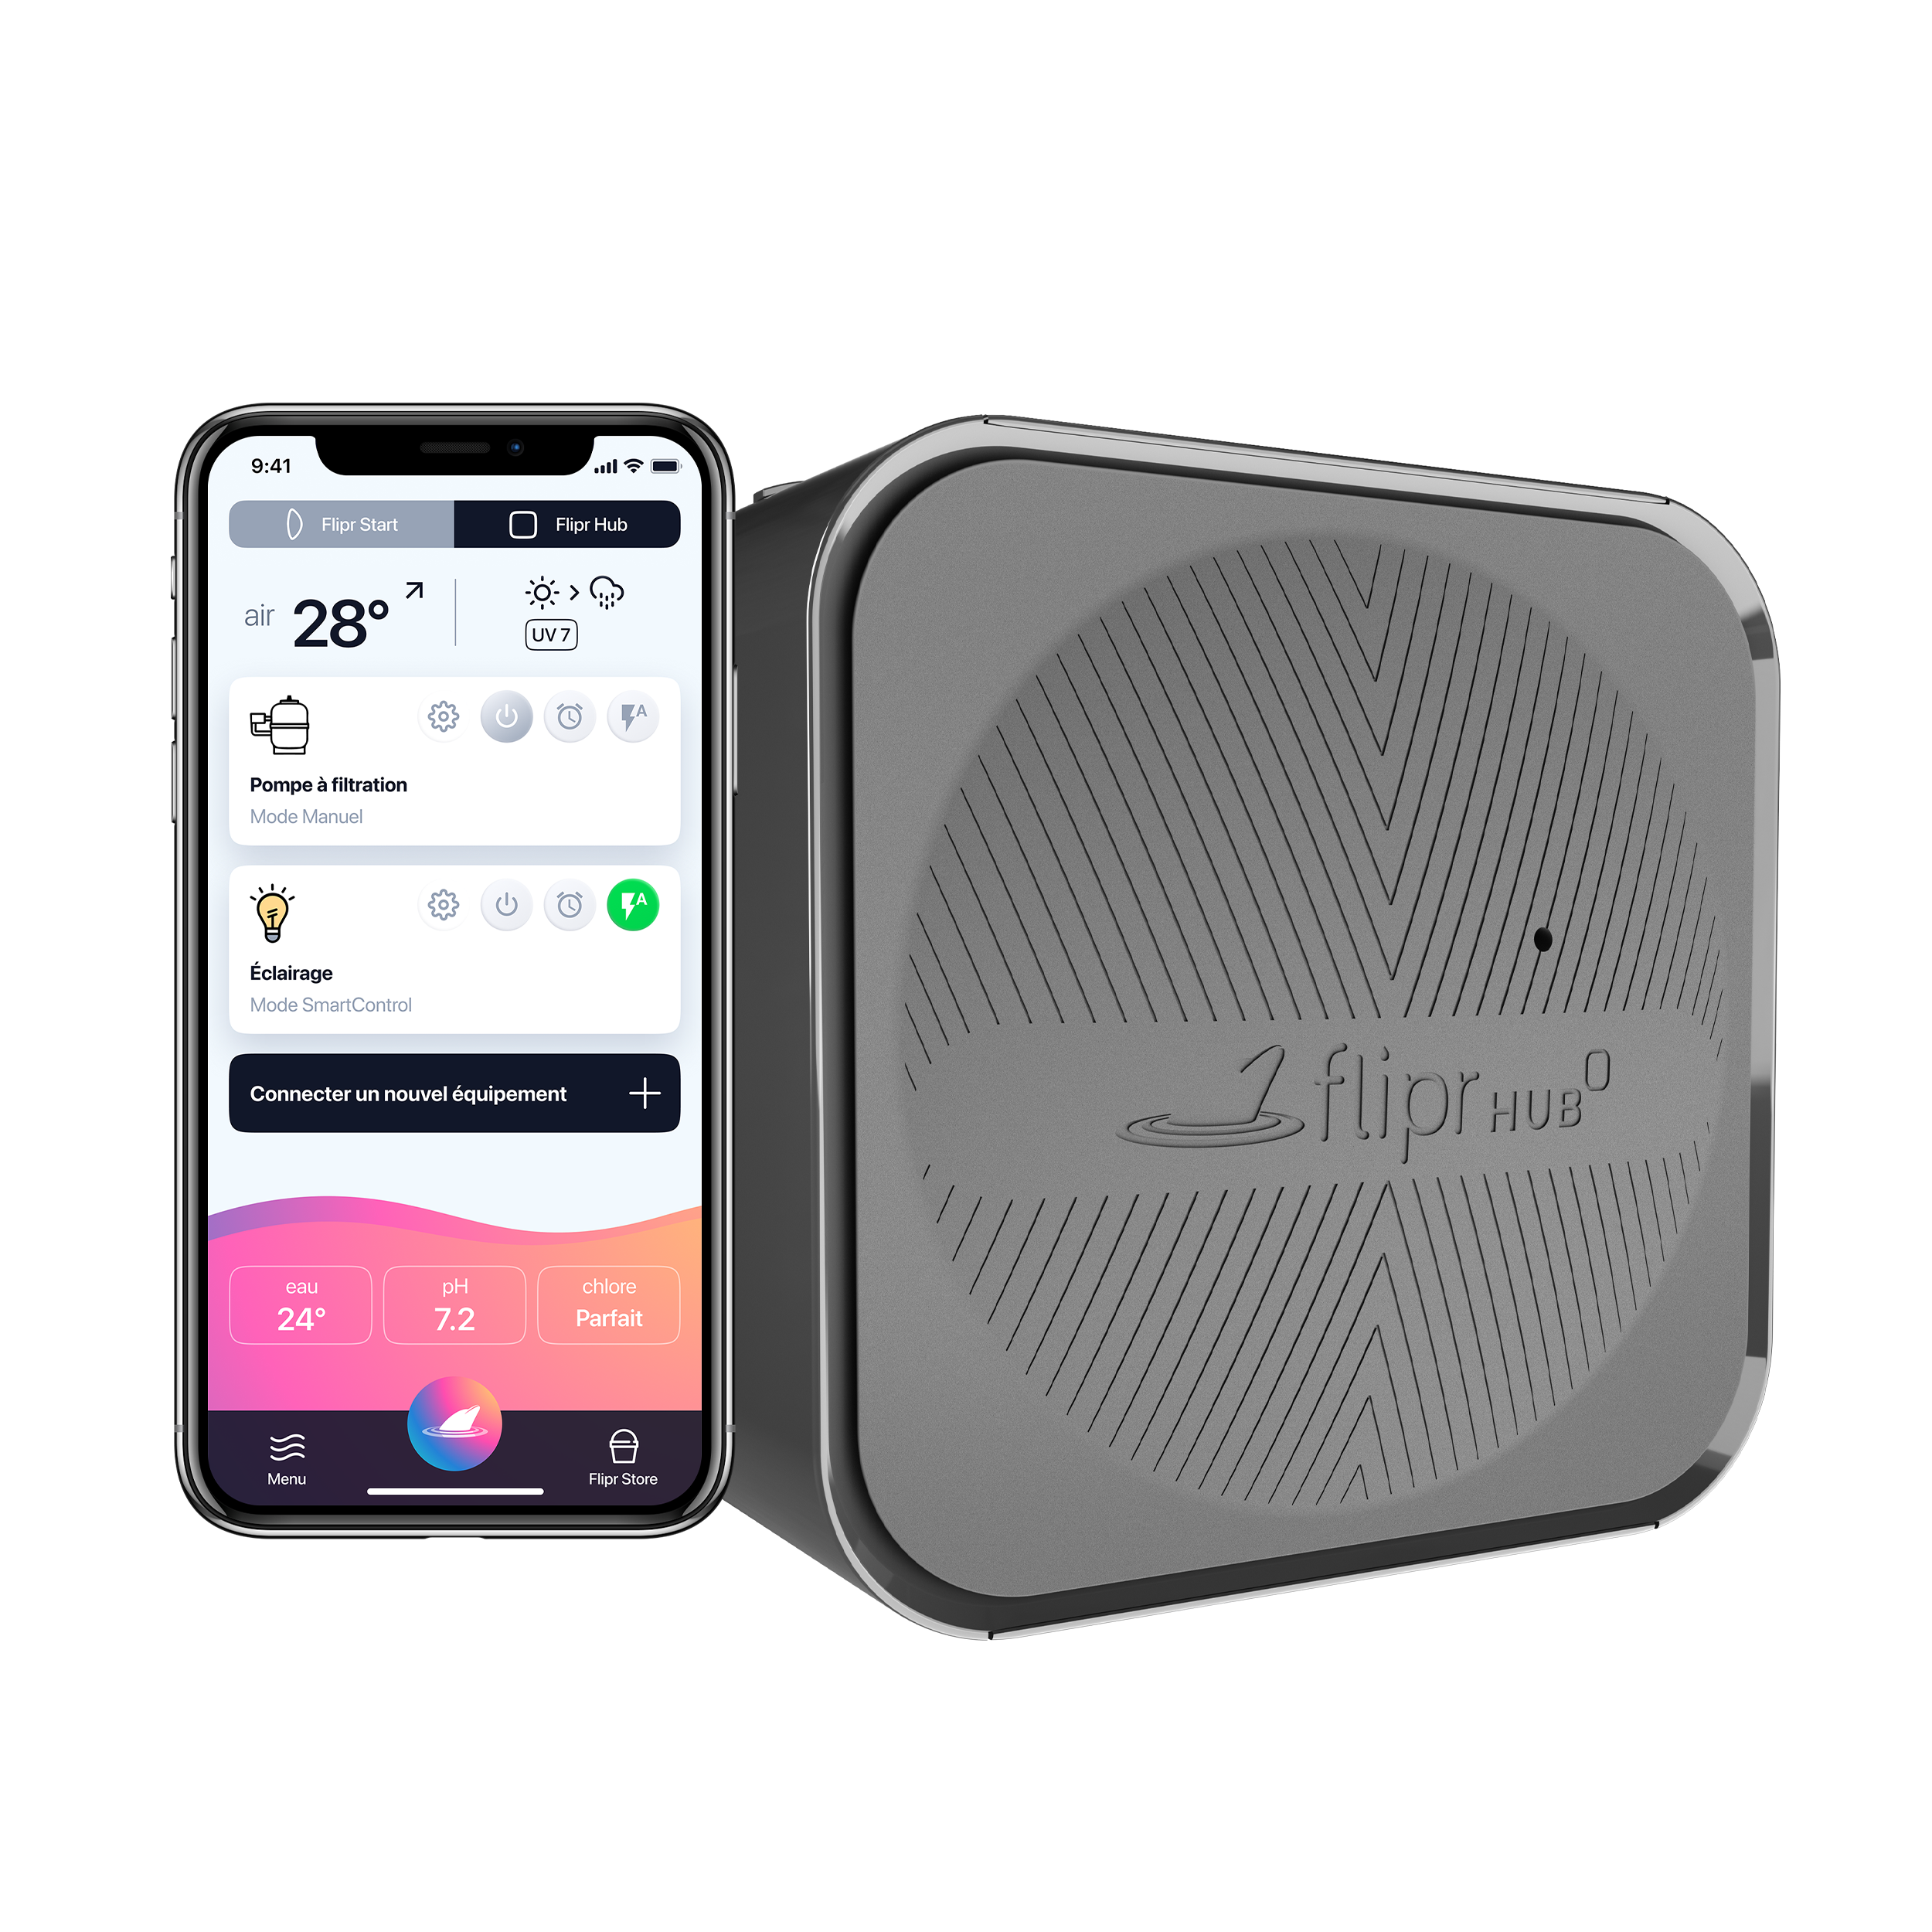 9:41
Flipr Start
Flipr Hub
air 28°
UV 7
A
Pompe à filtration
Mode Manuel
A
Éclairage
Mode SmartControl
Connecter un nouvel équipement
eau
24°
pH
7.2
chlore
Parfait
Menu
Flipr Store
flipr HUB